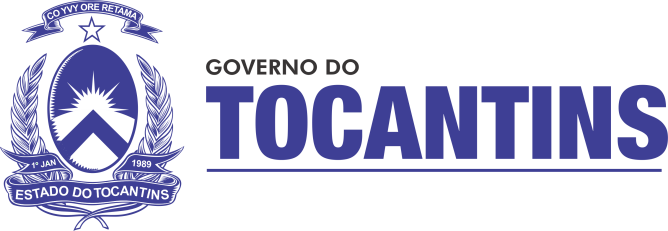 CO YVY ORE RETAMA
1º JAN 1989
ESTADO DO TOCANTINS
GOVERNO DO
TOCANTINS